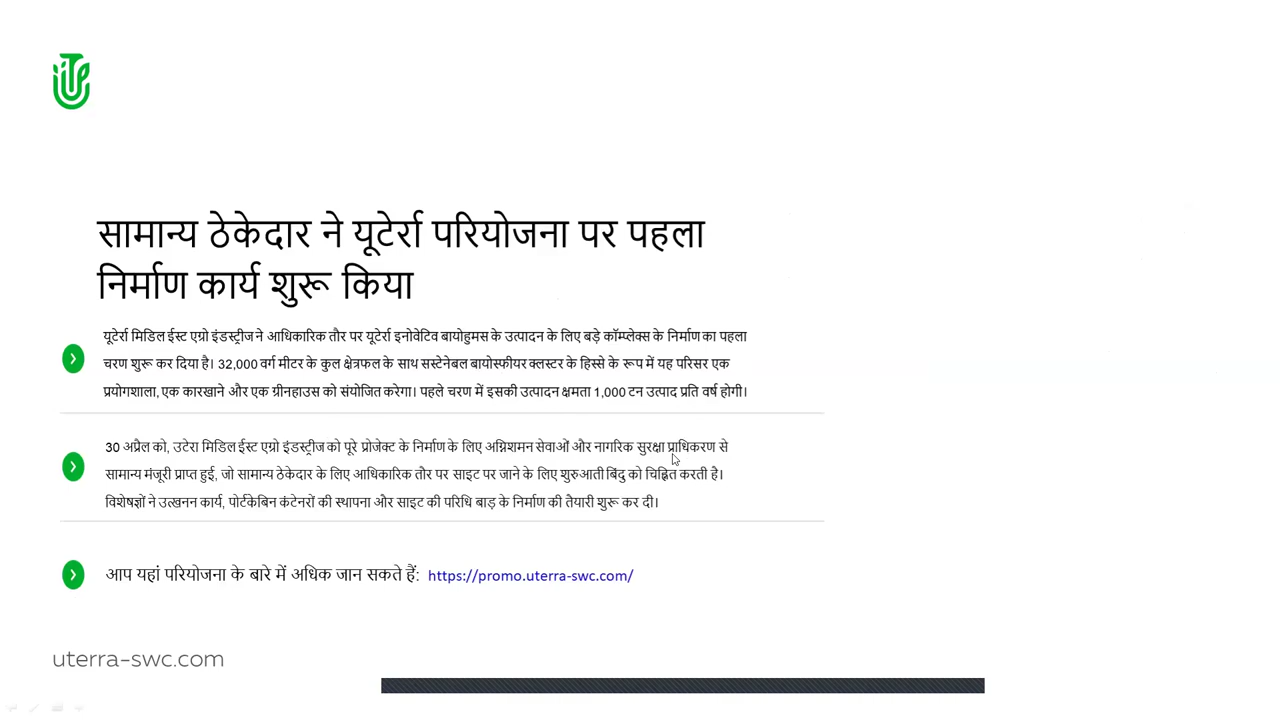 सामान्य ठेकेदार ने यूटेर्रा परियोजना पर पहला
निर्माण कार्य शुरू किया
यूटेर्रा मिडिल ईस्ट एग्रो इंडस्ट्रीज ने आधिकारिक तौर पर यूटेर्रा इनोवेटिव बायोहुमस के उत्पादन के लिए बड़े कॉम्प्लेक्स के निर्माण का पहला
चरण शुरू कर दिया है। 32,000 वर्ग मीटर के कुल क्षेत्रफल के साथ सस्टेनेबल बायोस्फीयर क्लस्टर के हिस्से के रूप में यह परिसर एक
प्रयोगशाला, एक कारखाने और एक ग्रीनहाउस को संयोजित करेगा। पहले चरण में इसकी उत्पादन क्षमता 1,000 टन उत्पाद प्रति वर्ष होगी।
30 अप्रैल को, उटेरा मिडिल ईस्ट एग्रो इंडस्ट्रीज को पूरे प्रोजेक्ट के निर्माण के लिए अग्निशमन सेवाओं और नागरिक सुरक्षा प्राधिकरण से
सामान्य मंजूरी प्राप्त हुई, जो सामान्य ठेकेदार के लिए आधिकारिक तौर पर साइट पर जाने के लिए शुरुआती बिंदु को चिह्नित करती है।
विशेषज्ञों ने उत्खनन कार्य, पोर्टकेबिन कंटेनरों की स्थापना और साइट की परिधि बाड़ के निर्माण की तैयारी शुरू कर दी।
आप यहां परियोजना के बारे में अधिक जान सकते हैं: https://promo.uterra-swc.com/
uterra-swc.com